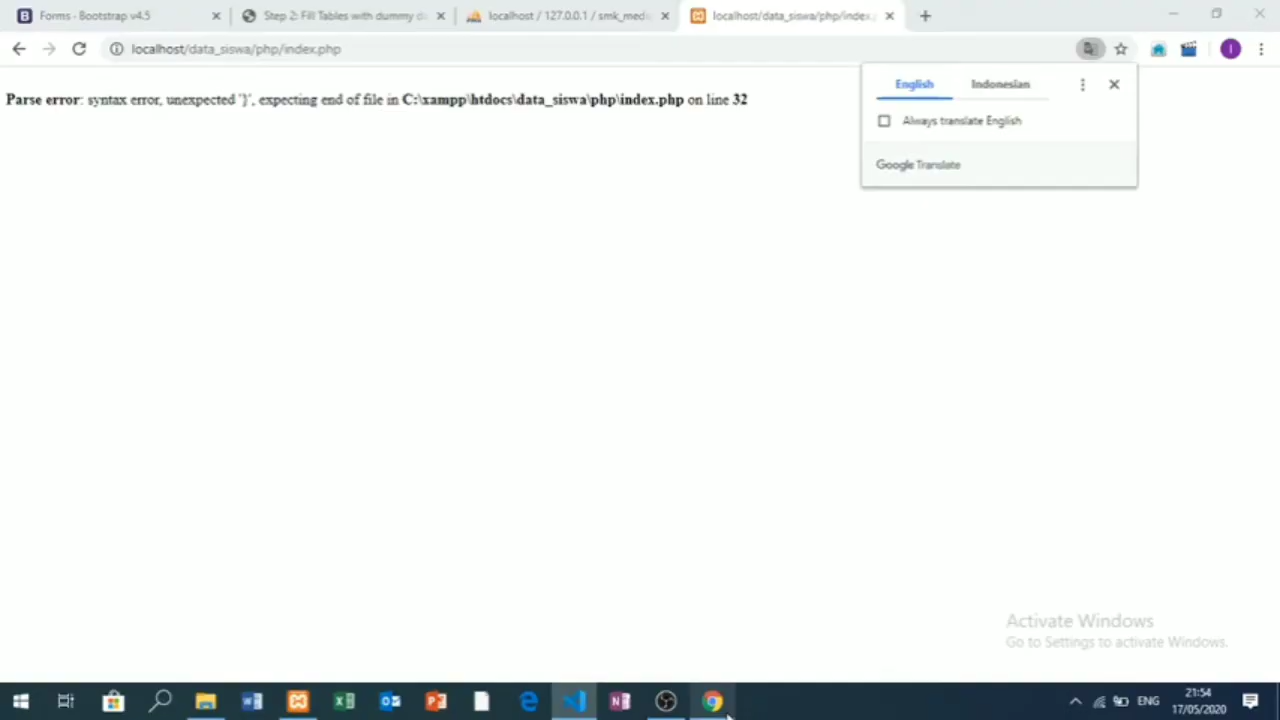 Forms · Bootstrap v4.5
Step 2: Fill Tables with dummy d
localhost / 127.0.0.1 / smk_medi
localhost/data_siswa/php/index.
localhost/data_siswa/php/index.php
I
English
Indonesian
Always translate English
Google Translate
Parse error: syntax error, unexpected '}', expecting end of file in C:\xampp\htdocs\data_siswa\php\index.php on line 32
Activate Windows
Go to Settings to activate Windows.
ENG
21:54
17/05/2020